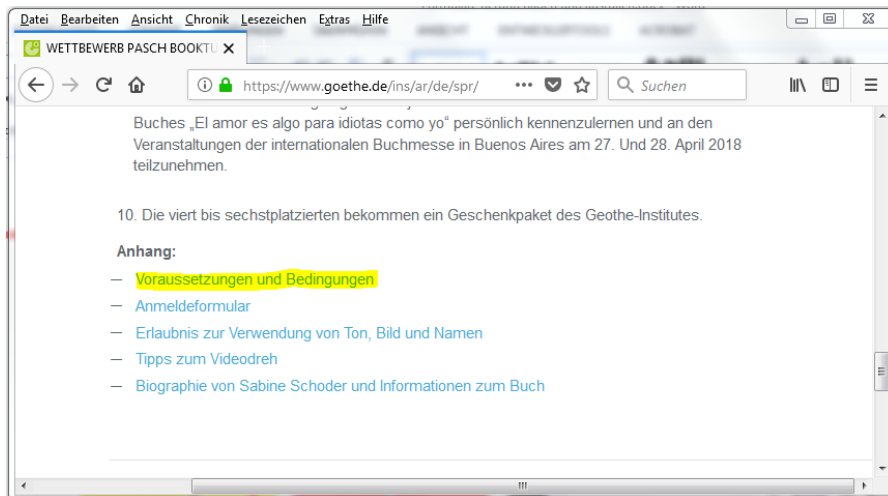 Datei Bearbeiten Ansicht Chronik Lesezeichen Extras Hilfe
WETTBEWERB PASCH BOOKTU
https://www.goethe.de/ins/ar/de/spr/
Suchen
Buches „El amor es algo para idiotas como yo“ persönlich kennenzulernen und an den
Veranstaltungen der internationalen Buchmesse in Buenos Aires am 27. Und 28. April 2018
teilzunehmen.
10. Die viert bis sechstplatzierten bekommen ein Geschenkpaket des Geothe-Institutes.
Anhang:
— Voraussetzungen und Bedingungen
— Anmeldeformular
— Erlaubnis zur Verwendung von Ton, Bild und Namen
— Tipps zum Videodreh
— Biographie von Sabine Schoder und Informationen zum Buch